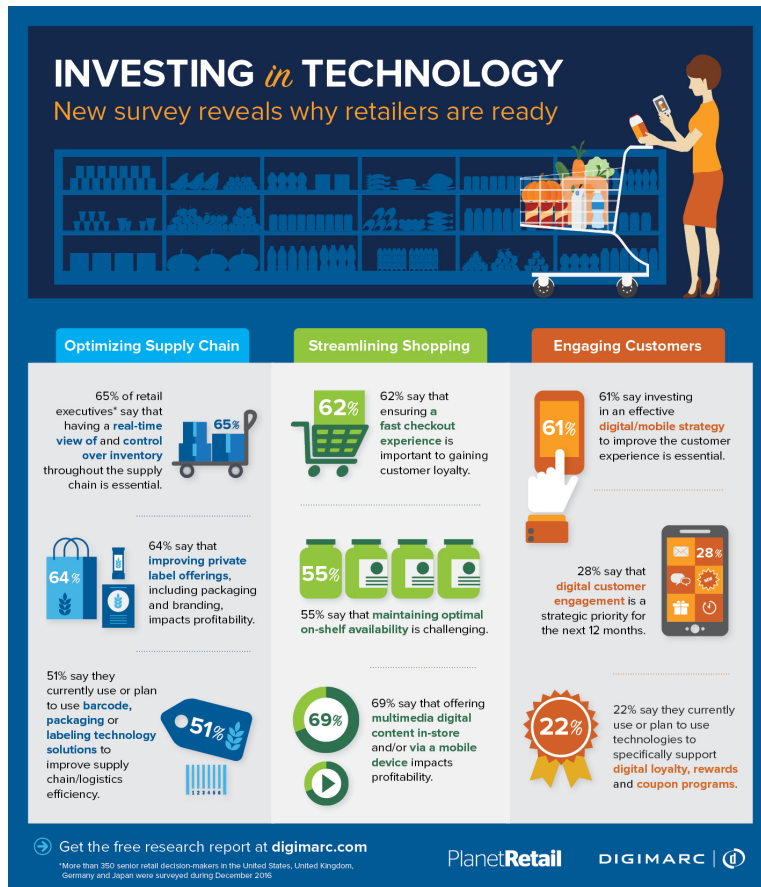 INVESTING in TECHNOLOGY
New survey reveals why retailers are ready
Optimizing Supply Chain
65% of retail
executives* say that
having a real-time
view of and control
over inventory
throughout the supply
chain is essential.
65%
64%
64% say that
improving private
label offerings,
including packaging
and branding,
impacts profitability.
51% say they
currently use or plan
to use barcode,
packaging or
labeling technology
solutions to
improve supply
chain/logistics
efficiency.
51%
123456
Streamlining Shopping
62%
62% say that
ensuring a
fast checkout
experience is
important to gaining
customer loyalty.
55%
55% say that maintaining optimal
on-shelf availability is challenging.
69%
69% say that offering
multimedia digital
content in-store
and/or via a mobile
device impacts
profitability.
Engaging Customers
61%
61% say investing
in an effective
digital/mobile strategy
to improve the customer
experience is essential.
28% say that
digital customer
engagement is a
strategic priority for
the next 12 months.
28%
22%
22% say they currently
use or plan to use
technologies to
specifically support
digital loyalty, rewards
and coupon programs.
Get the free research report at digimarc.com
*More than 350 senior retail decision-makers in the United States, United Kingdom,
Germany and Japan were surveyed during December 2016
PlanetRetail
DIGIMARC | d